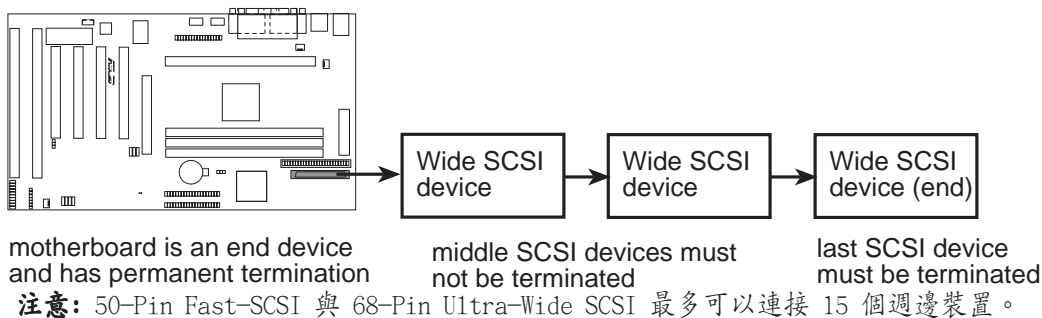 Wide SCSI
device
Wide SCSI
device
Wide SCSI
device (end)
motherboard is an end device
and has permanent termination
middle SCSI devices must
not be terminated
last SCSI device
must be terminated
注意: 50-Pin Fast-SCSI 與 68-Pin Ultra-Wide SCSI 最多可以連接 15 個週邊裝置。